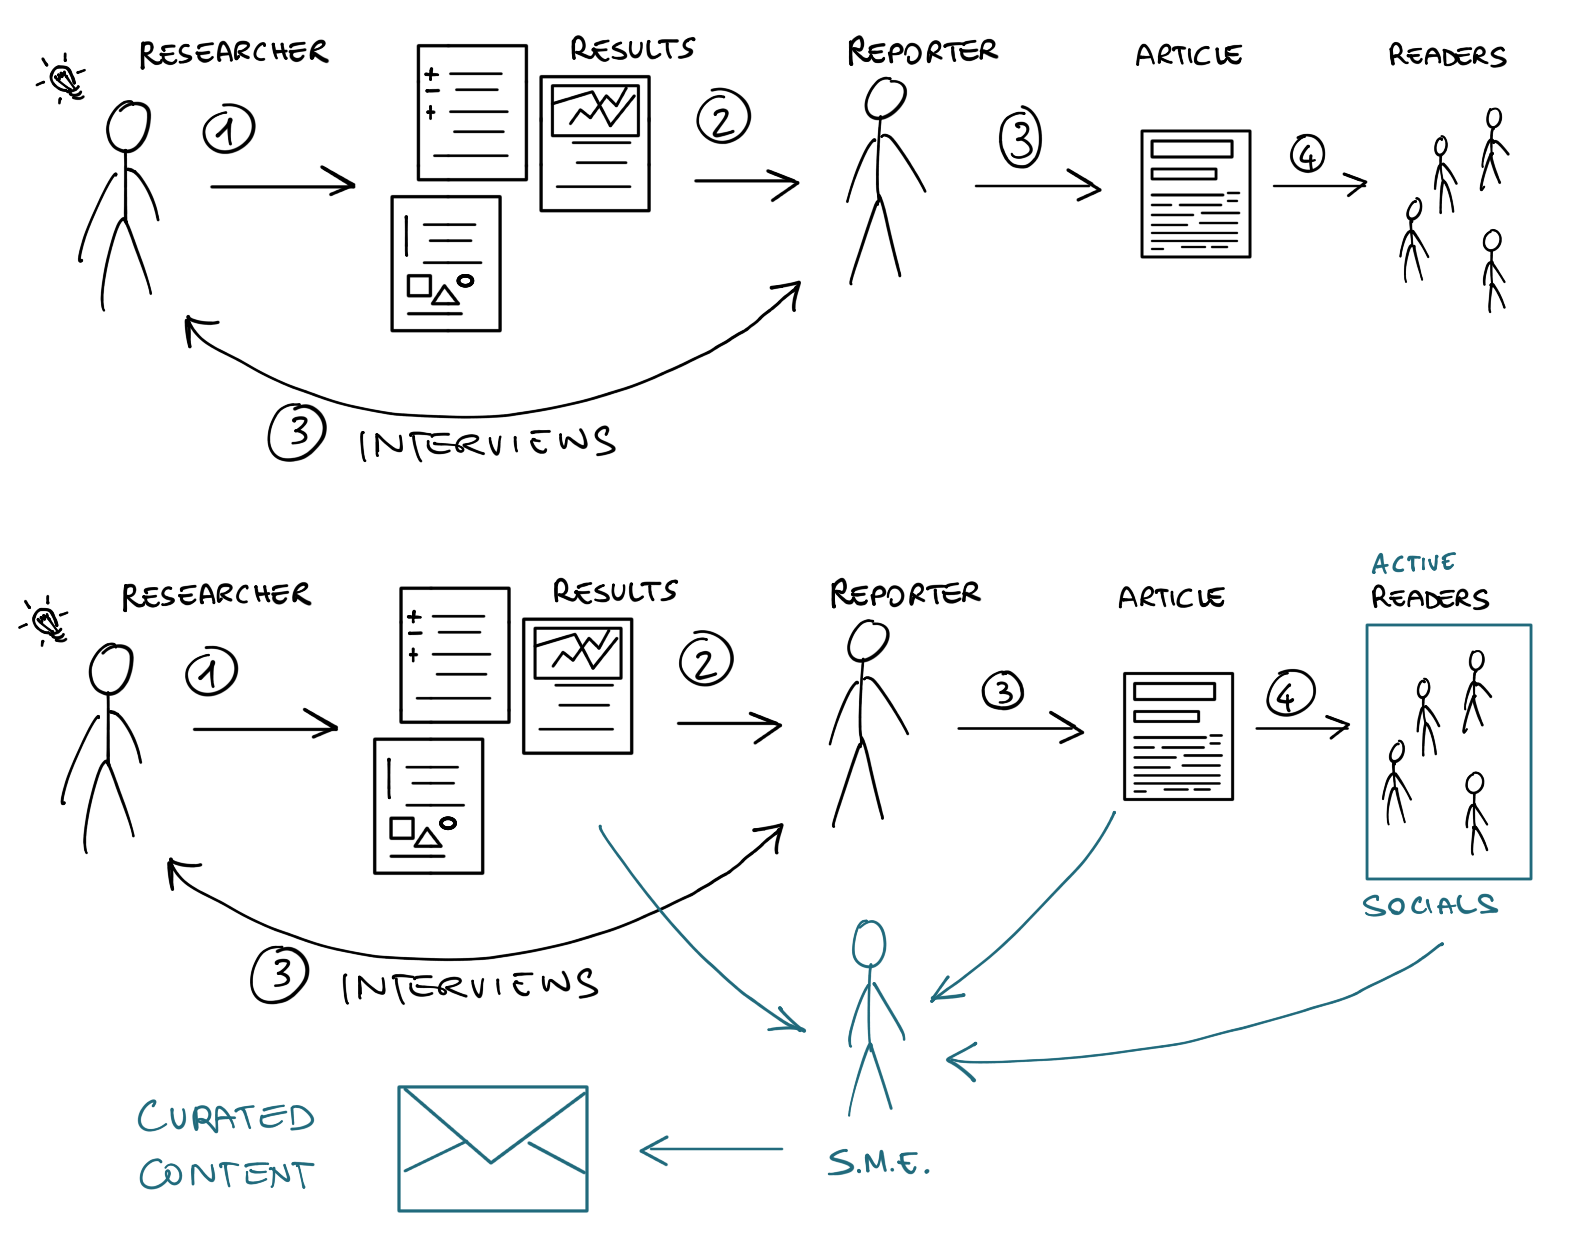 RESEARCHER
RESULTS
REPORTER
ARTICLE
READERS
1
2
3
4
3 INTERVIEWS
ACTIVE
RESEARCHER
RESULTS
REPORTER
ARTICLE
READERS
1
2
3
4
SOCIALS
3 INTERVIEWS
CURATED
CONTENT
S.M.E.